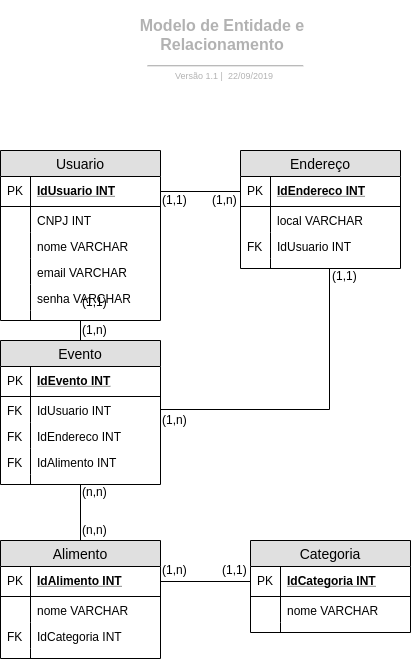 Modelo de Entidade e
Relacionamento
Versão 1.1 | 22/09/2019
Usuario
PK IdUsuario INT
CNPJ INT
nome VARCHAR
email VARCHAR
senha VARCHAR
(1,1)
(1,n)
(1,1)
(1,n)
Endereço
PK IdEndereco INT
local VARCHAR
FK IdUsuario INT
(1,1)
Evento
PK IdEvento INT
FK IdUsuario INT
FK IdEndereco INT
FK IdAlimento INT
(1,n)
(n,n)
(n,n)
Alimento
PK IdAlimento INT
nome VARCHAR
FK IdCategoria INT
(1,n)
(1,1)
Categoria
PK IdCategoria INT
nome VARCHAR